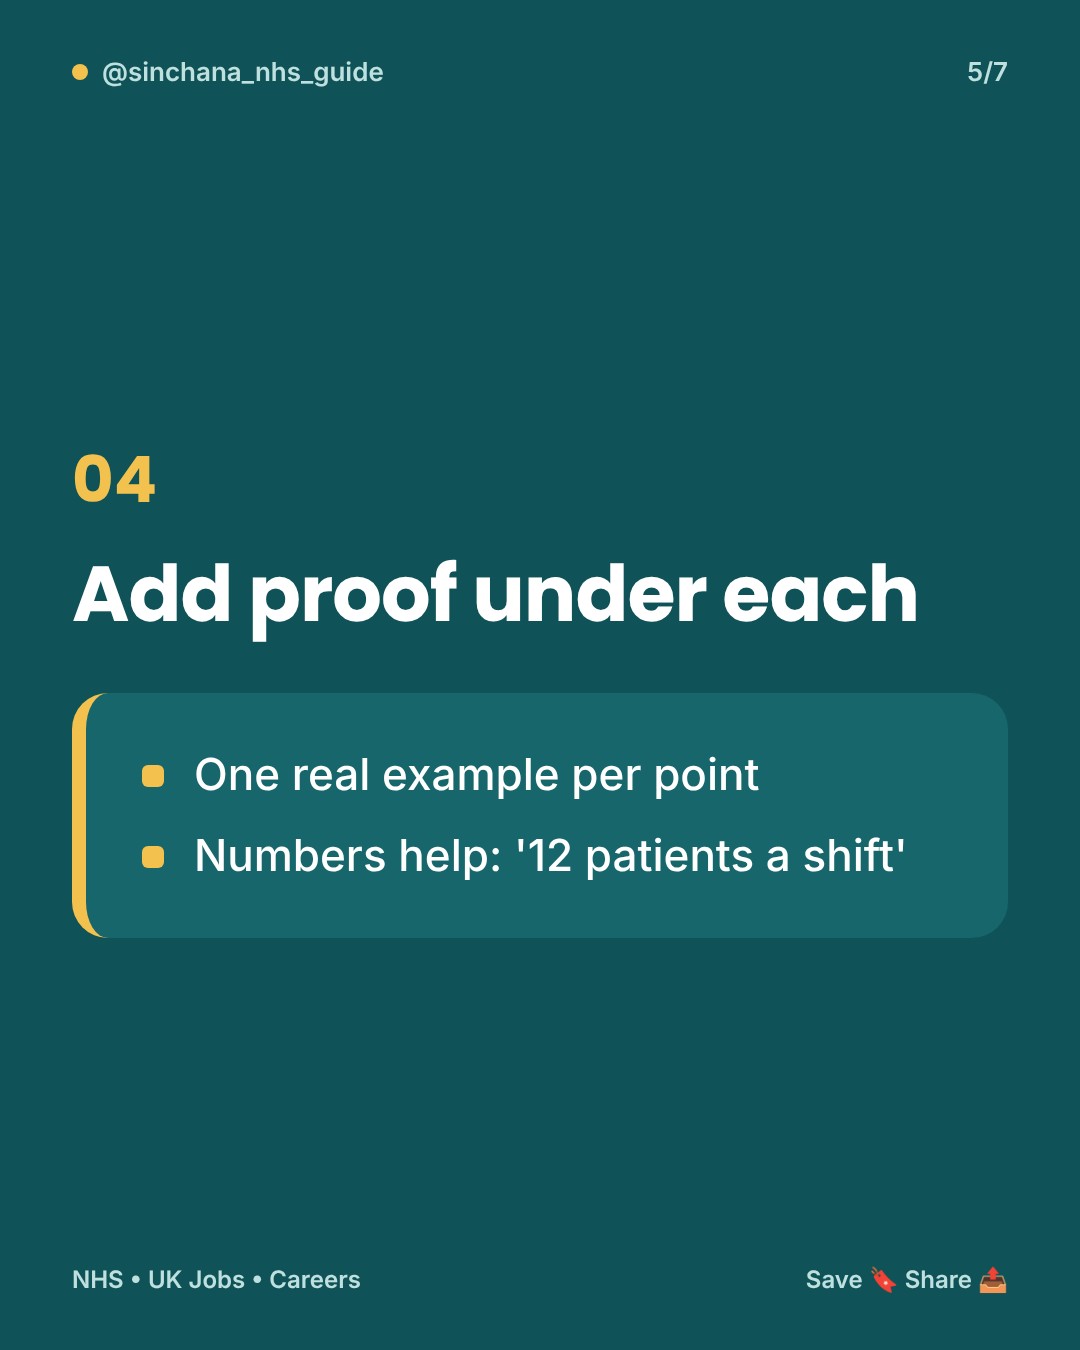 @sinchana_nhs_guide
5/7
04
Add proof under each
One real example per point
Numbers help: '12 patients a shift'
NHS • UK Jobs • Careers
Save 🔖 Share 📤